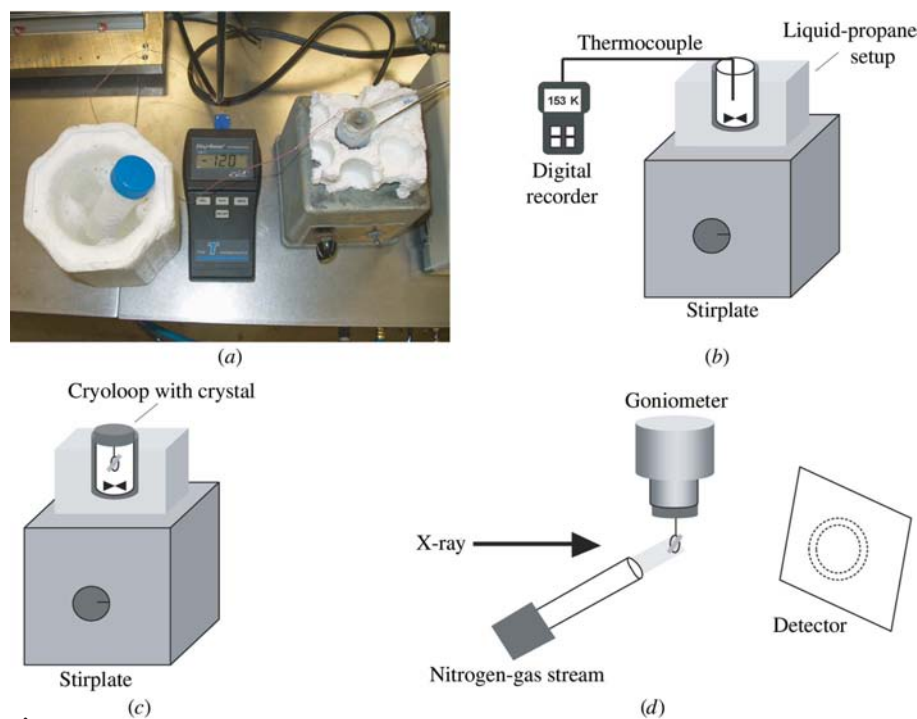 -120
T
(a)
Thermocouple
Liquid-propane
setup
153 K
Digital
recorder
Stirplate
(b)
Cryoloop with crystal
Stirplate
(c)
Goniometer
X-ray
Detector
Nitrogen-gas stream
(d)